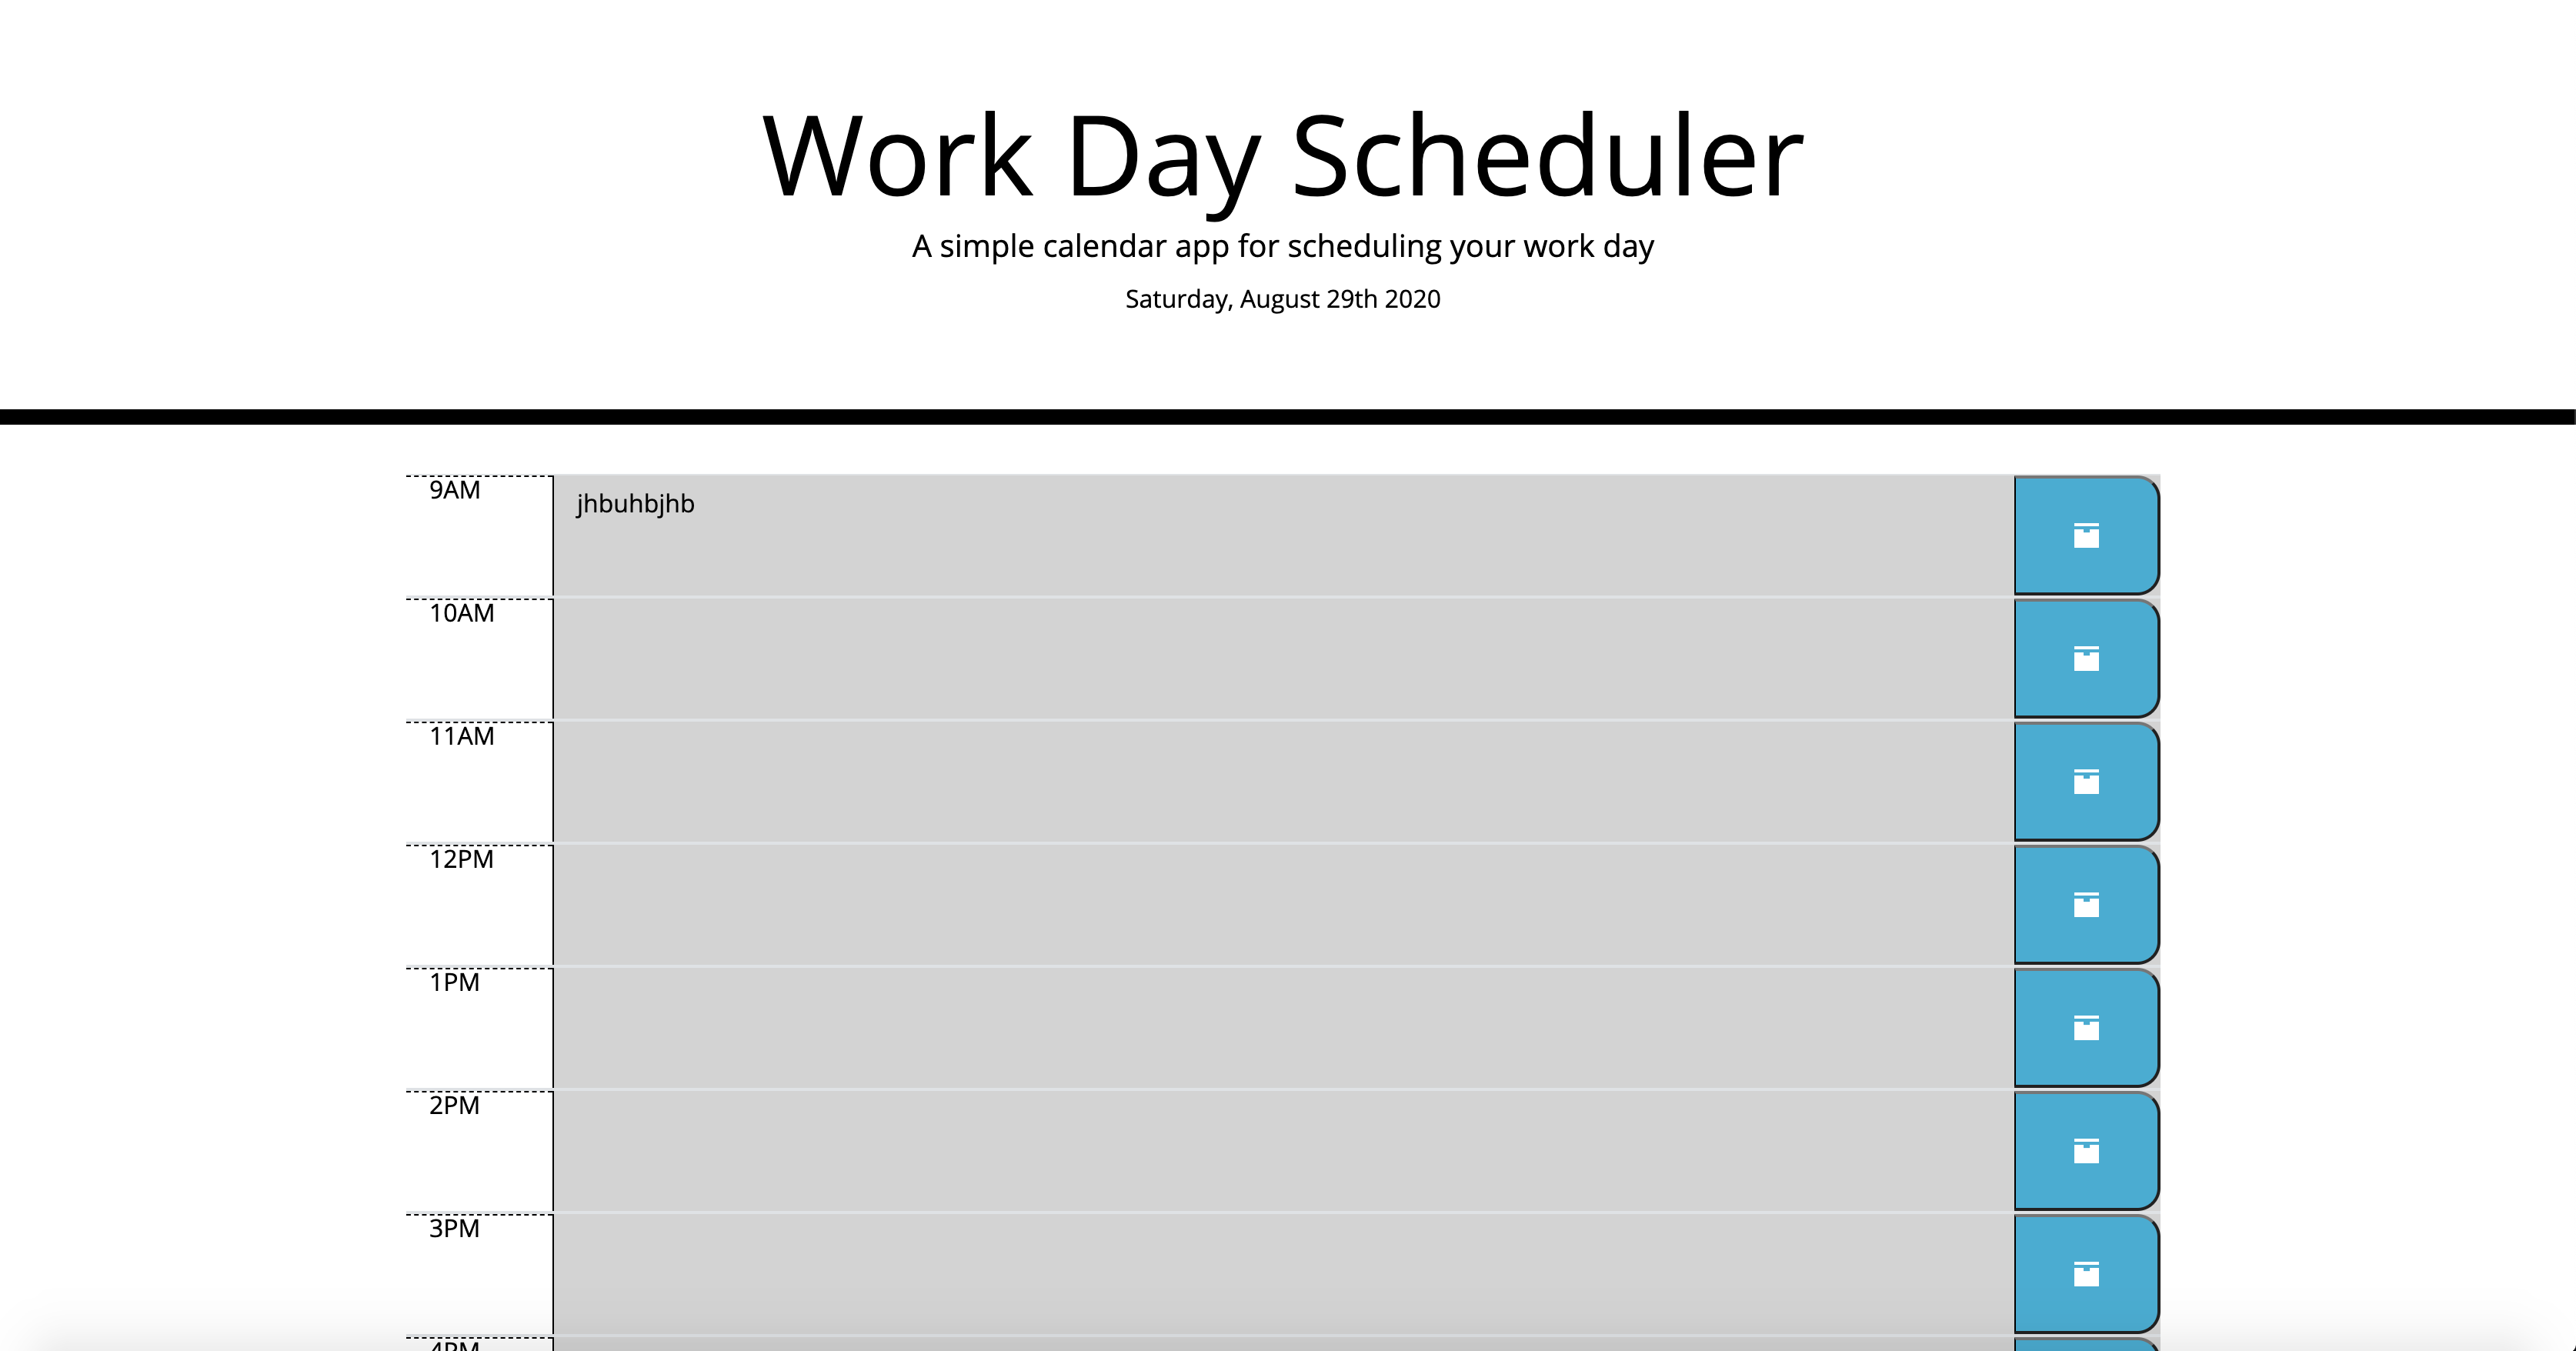 Work Day Scheduler
A simple calendar app for scheduling your work day
Saturday, August 29th 2020
9AM
jhbuhbjhb
10AM
11AM
12PM
1PM
2PM
3PM
4PM